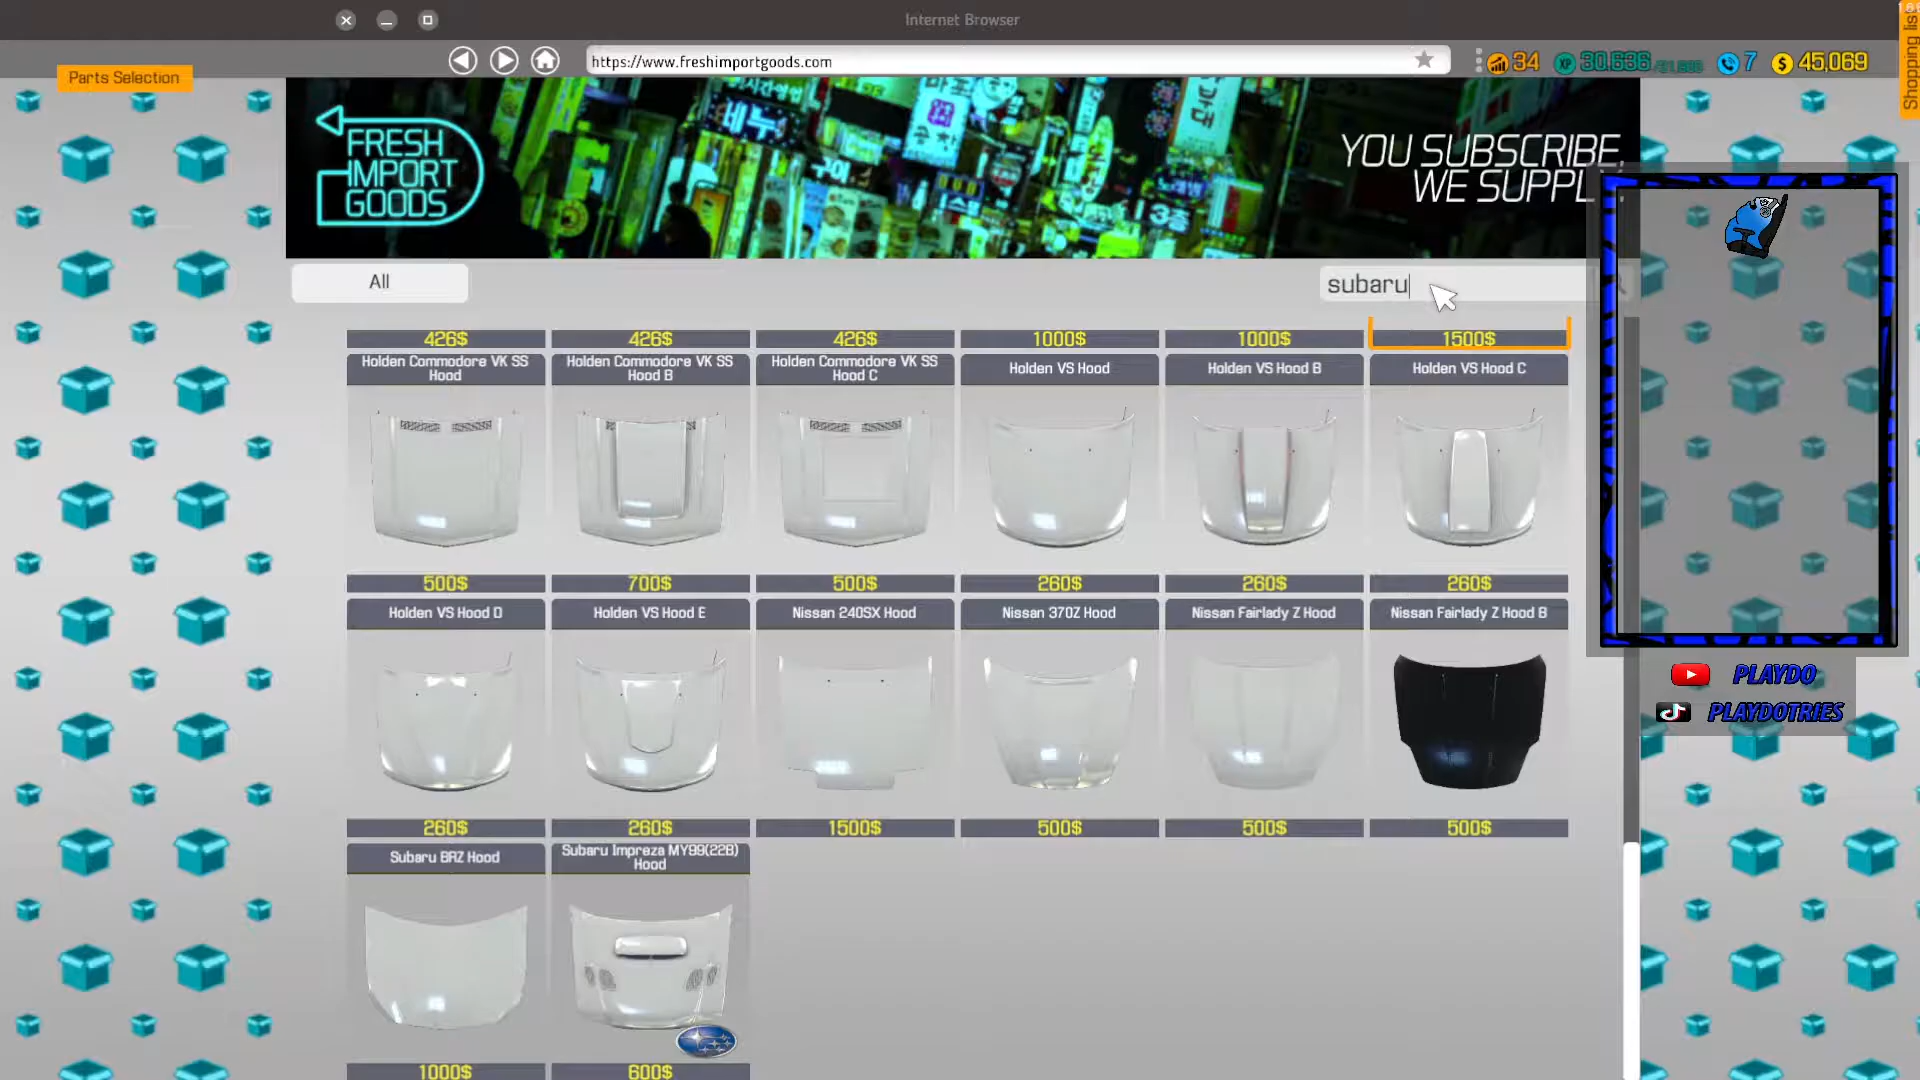 Internet Browser
Shopping list
Parts Selection
https://www.freshimportgoods.com
34
XP
30,636
7
$
45,069
FRESH
IMPORT
GOODS
YOU SUBSCRIBE,
WE SUPPL
All
subaru
426$
426$
426$
1000$
1000$
1500$
Holden Commodore VK SS
Hood
Holden Commodore VK SS
Hood B
Holden Commodore VK SS
Hood C
Holden VS Hood
Holden VS Hood B
Holden VS Hood C
500$
700$
500$
260$
260$
260$
Holden VS Hood D
Holden VS Hood E
Nissan 240SX Hood
Nissan 370Z Hood
Nissan Fairlady Z Hood
Nissan Fairlady Z Hood B
PLAYDO
PLAYDOTRIES
260$
260$
1500$
500$
500$
500$
Subaru BRZ Hood
Subaru Impreza MY99(22B)
Hood
1000$
600$